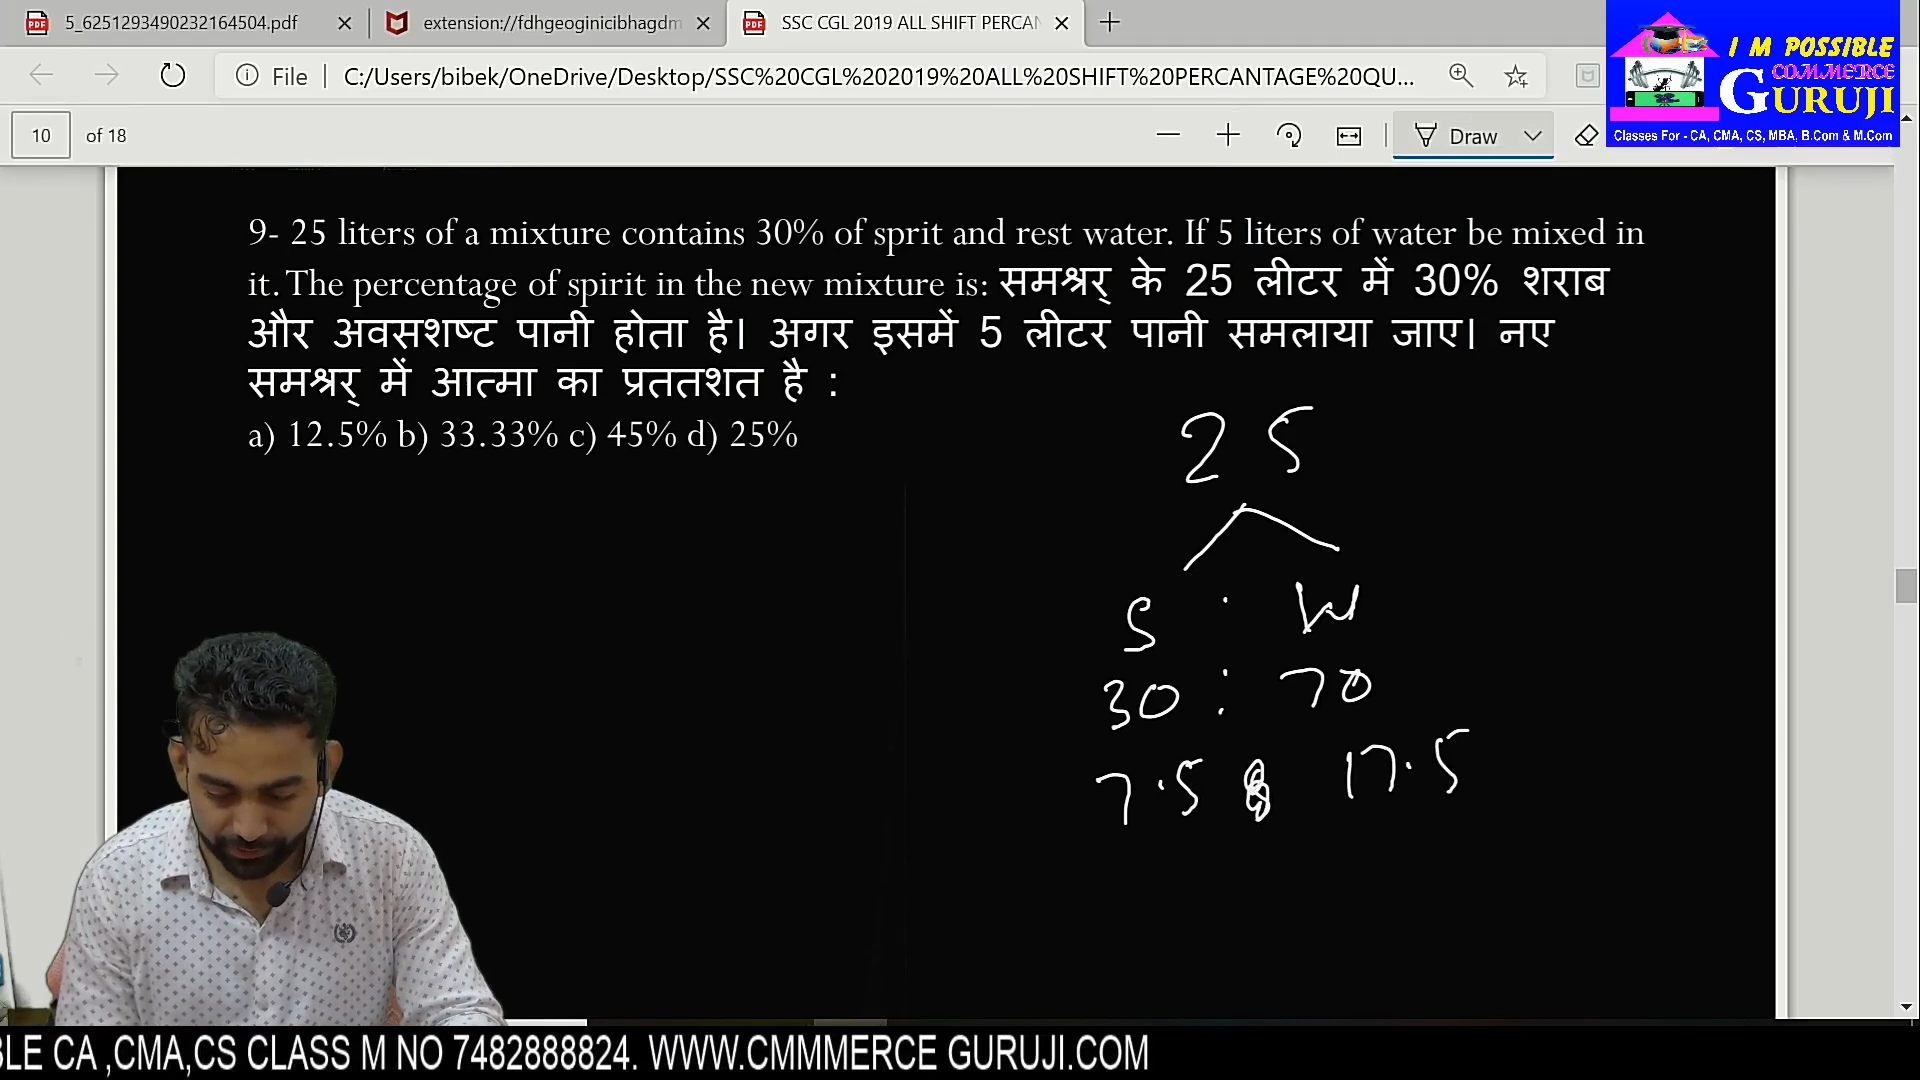 5_6251293490232164504.pdf
extension://fdhgeoginicibhagdm
SSC CGL 2019 ALL SHIFT PERCAN
File
C:/Users/bibek/OneDrive/Desktop/SSC%20CGL%202019%20ALL%20SHIFT%20PERCANTAGE%20QU...
10 of 18
Draw
I M POSSIBLE
COMMERCE
GURUJI
Classes For - CA, CMA, CS, MBA, B.Com & M.Com
9- 25 liters of a mixture contains 30% of sprit and rest water. If 5 liters of water be mixed in
it. The percentage of spirit in the new mixture is: समश्रर् के 25 लीटर में 30% शराब
और अवसशष्ट पानी होता है। अगर इसमें 5 लीटर पानी समलाया जाए। नए
समश्रर् में आत्मा का प्रततशत है :
a) 12.5% b) 33.33% c) 45% d) 25%
25
S : W
30 : 70
7.5 17.5
BLE CA ,CMA,CS CLASS M NO 7482888824. WWW.CMMMERCE GURUJI.COM